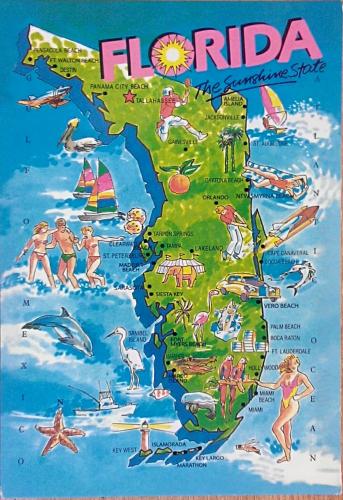 FLORIDA
The Sunshine State
PENSACOLA BEACH
FT WALTON BEACH
DESTIN
PANAMA CITY BEACH
TALLAHASSEE
AMELIA ISLAND
JACKSONVILLE
ST. AUGUSTINE
GAINESVILLE
DAYTONA BEACH
NEW SMYRNA BEACH
ORLANDO
TARPON SPRINGS
CLEARWATER
TAMPA
LAKELAND
CAPE CANAVERAL
COCOA BEACH
ST. PETERSBURG
MADEIRA BEACH
SARASOTA
SIESTA KEY
VERO BEACH
PALM BEACH
BOCA RATON
FT LAUDERDALE
SANIBEL ISLAND
FORT MYERS BEACH
NAPLES
MARCO ISLAND
HOLLYWOOD
MIAMI BEACH
MIAMI
KEY WEST
ISLAMORADA
KEY LARGO
MARATHON
GULF OF MEXICO
ATLANTIC OCEAN